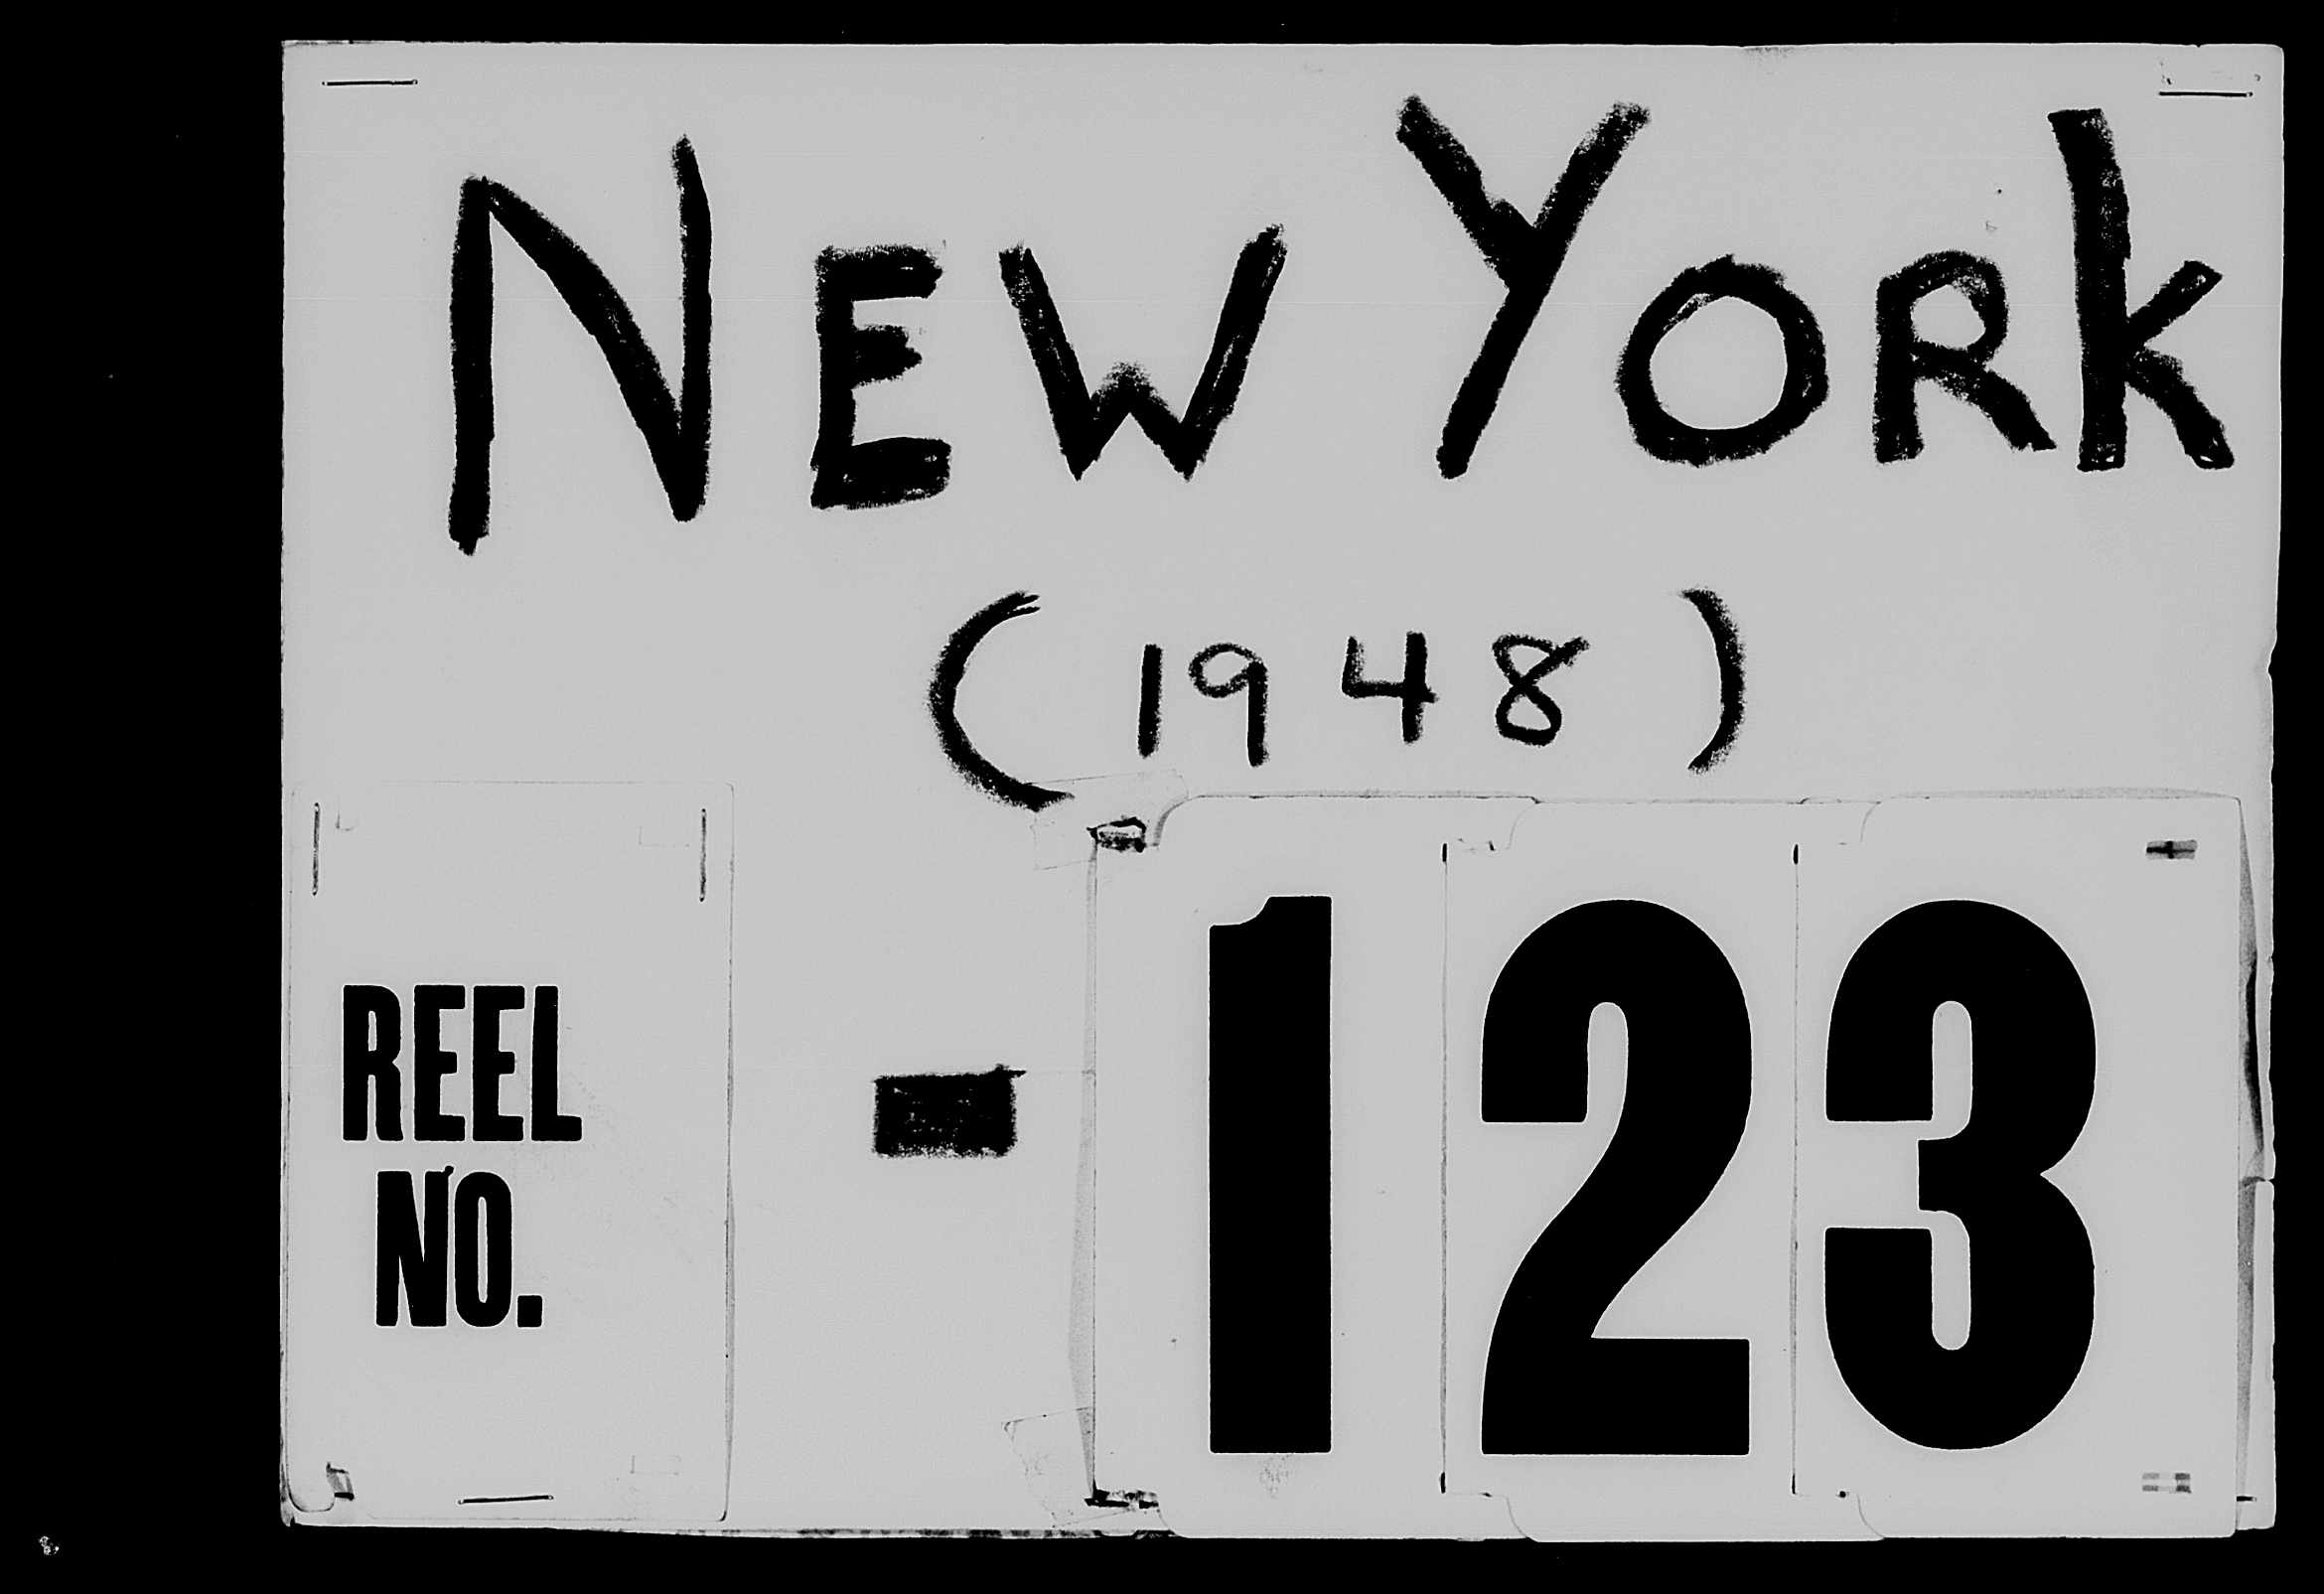 NEW YORK
(1948)
REEL
NO. - 123